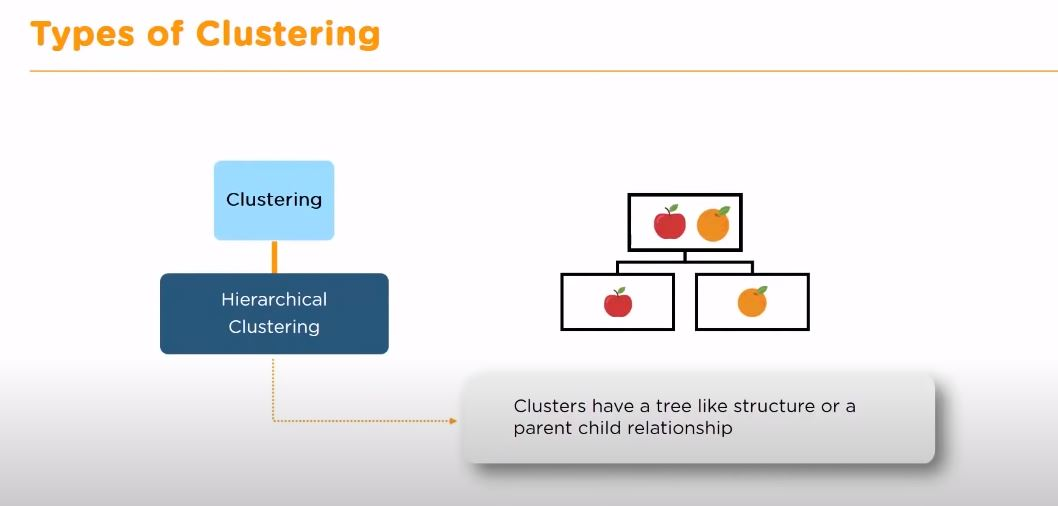 Types of Clustering
Clustering
Hierarchical
Clustering
Clusters have a tree like structure or a
parent child relationship